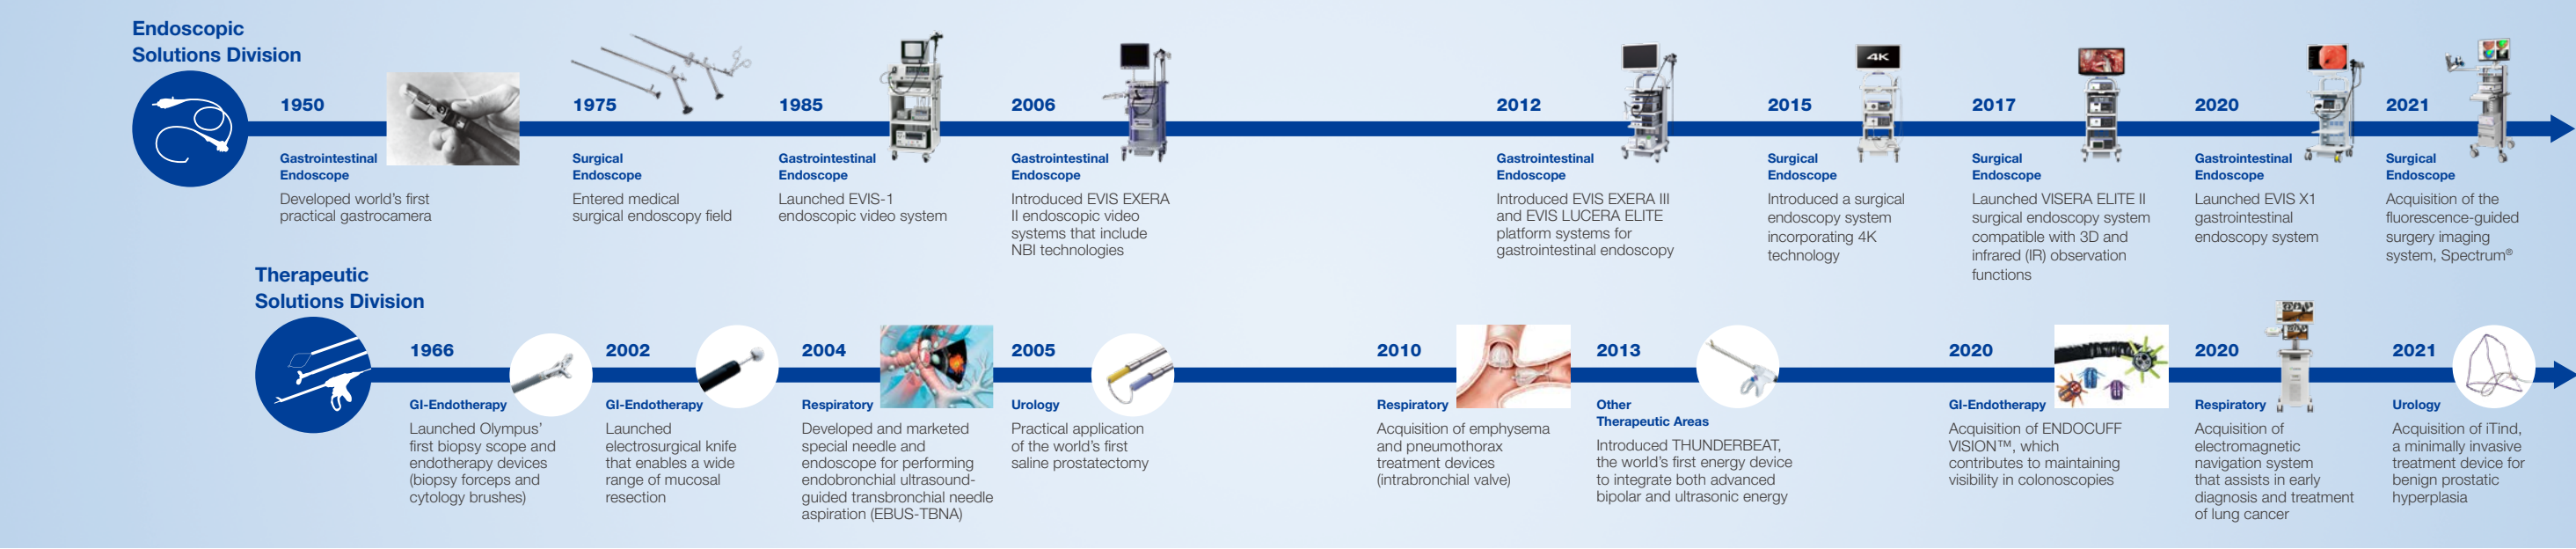 Endoscopic
Solutions Division
1950
Gastrointestinal
Endoscope
Developed world's first
practical gastrocamera
1975
Surgical
Endoscope
Entered medical
surgical endoscopy field
1985
Gastrointestinal
Endoscope
Launched EVIS-1
endoscopic video system
2006
Gastrointestinal
Endoscope
Introduced EVIS EXERA
II endoscopic video
systems that include
NBI technologies
2012
Gastrointestinal
Endoscope
Introduced EVIS EXERA III
and EVIS LUCERA ELITE
platform systems for
gastrointestinal endoscopy
2015
4K
Surgical
Endoscope
Introduced a surgical
endoscopy system
incorporating 4K
technology
2017
Surgical
Endoscope
Launched VISERA ELITE II
surgical endoscopy system
compatible with 3D and
infrared (IR) observation
functions
2020
Gastrointestinal
Endoscope
Launched EVIS X1
gastrointestinal
endoscopy system
2021
Surgical
Endoscope
Acquisition of the
fluorescence-guided
surgery imaging
system, Spectrum®
Therapeutic
Solutions Division
1966
GI-Endotherapy
Launched Olympus'
first biopsy scope and
endotherapy devices
(biopsy forceps and
cytology brushes)
2002
GI-Endotherapy
Launched
electrosurgical knife
that enables a wide
range of mucosal
resection
2004
Respiratory
Developed and marketed
special needle and
endoscope for performing
endobronchial ultrasound-
guided transbronchial needle
aspiration (EBUS-TBNA)
2005
Urology
Practical application
of the world's first
saline prostatectomy
2010
Respiratory
Acquisition of emphysema
and pneumothorax
treatment devices
(intrabronchial valve)
2013
Other
Therapeutic Areas
Introduced THUNDERBEAT,
the world's first energy device
to integrate both advanced
bipolar and ultrasonic energy
2020
GI-Endotherapy
Acquisition of ENDOCUFF
VISION™, which
contributes to maintaining
visibility in colonoscopies
2020
Respiratory
Acquisition of
electromagnetic
navigation system
that assists in early
diagnosis and treatment
of lung cancer
2021
Urology
Acquisition of iTind,
a minimally invasive
treatment device for
benign prostatic
hyperplasia